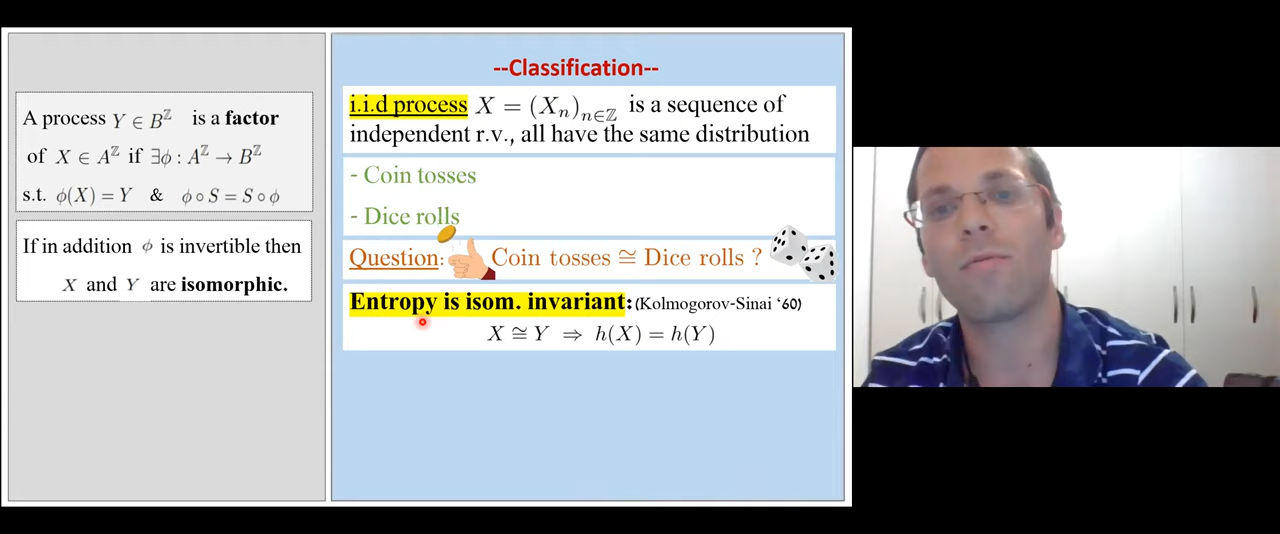 A process Y ∈ B^ℤ is a factor
of X ∈ A^ℤ if ∃ϕ : A^ℤ → B^ℤ
s.t. ϕ(X) = Y & ϕ ∘ S = S ∘ ϕ
If in addition ϕ is invertible then
X and Y are isomorphic.
--Classification--
i.i.d process X = (X_n)_{n∈ℤ} is a sequence of
independent r.v., all have the same distribution
- Coin tosses
- Dice rolls
Question: Coin tosses ≅ Dice rolls ?
Entropy is isom. invariant: (Kolmogorov-Sinai ‘60)
X ≅ Y ⇒ h(X) = h(Y)